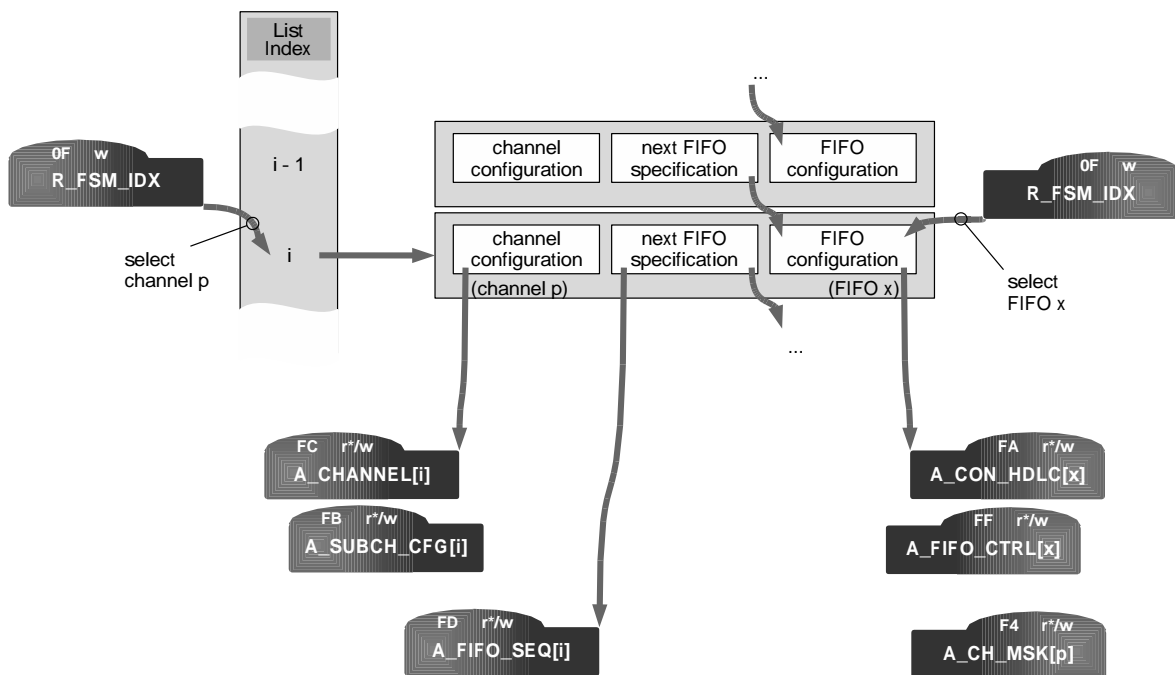 List
Index
...
0F w
R_FSM_IDX
i - 1
channel
configuration
next FIFO
specification
FIFO
configuration
0F w
R_FSM_IDX
select
channel p
i
channel
configuration
(channel p)
next FIFO
specification
FIFO
configuration
(FIFO x)
select
FIFO x
...
FC r*/w
A_CHANNEL[i]
FB r*/w
A_SUBCH_CFG[i]
FD r*/w
A_FIFO_SEQ[i]
FA r*/w
A_CON_HDLC[x]
FF r*/w
A_FIFO_CTRL[x]
F4 r*/w
A_CH_MSK[p]